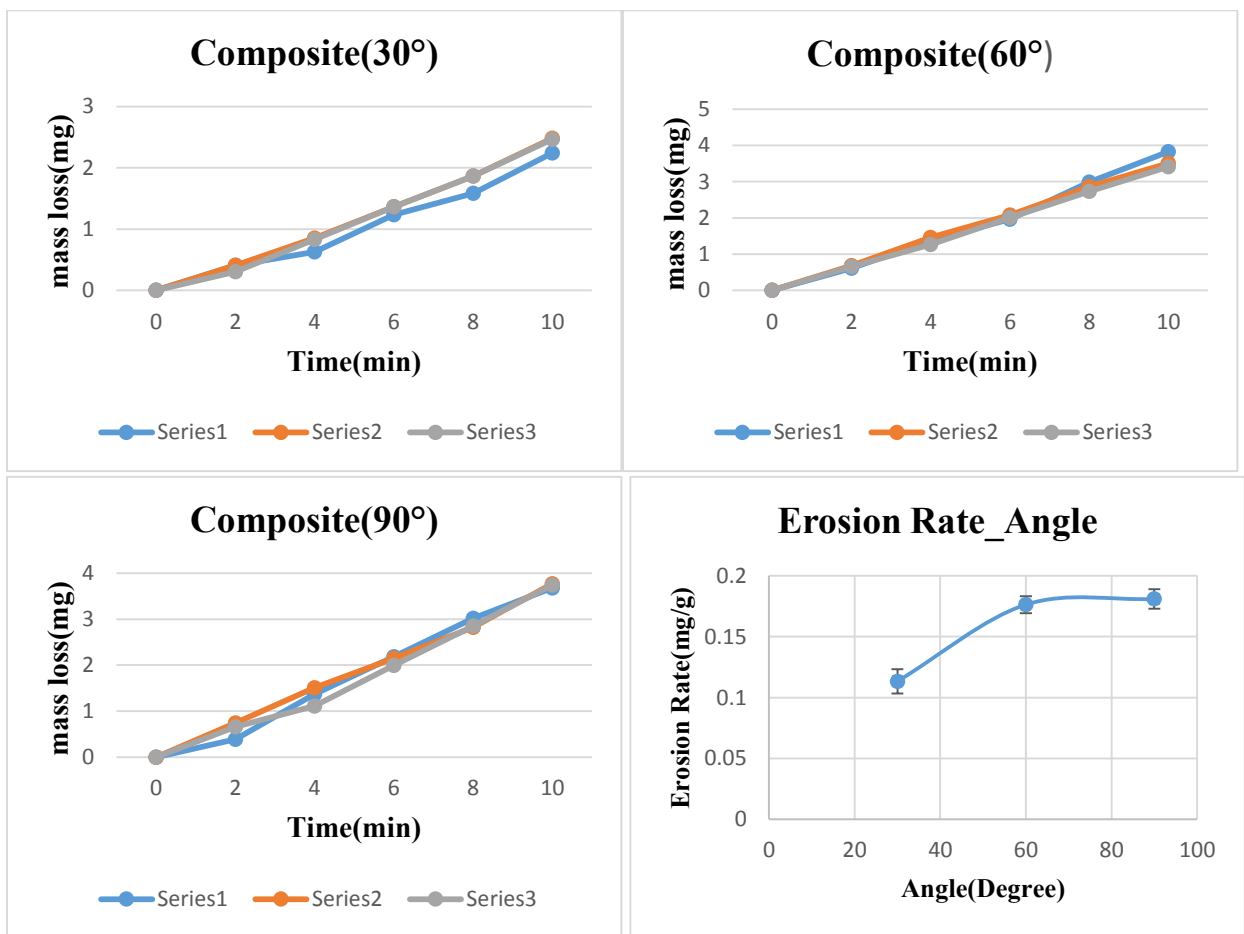 Composite(30°)
mass loss(mg)
3
2
1
0
0 2 4 6 8 10
Time(min)
Series1 Series2 Series3
Composite(60°)
mass loss(mg)
5
4
3
2
1
0
0 2 4 6 8 10
Time(min)
Series1 Series2 Series3
Composite(90°)
mass loss(mg)
4
3
2
1
0
0 2 4 6 8 10
Time(min)
Series1 Series2 Series3
Erosion Rate_Angle
Erosion Rate(mg/g)
0.2
0.15
0.1
0.05
0
0 20 40 60 80 100
Angle(Degree)